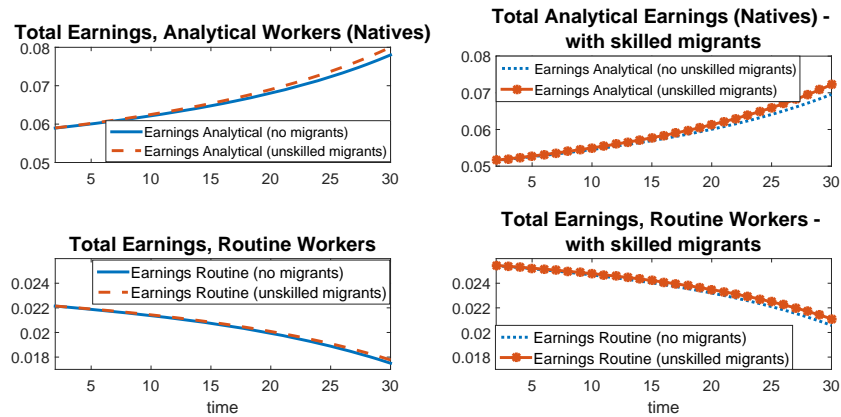 Total Earnings, Analytical Workers (Natives)
0.08
0.07
0.06
0.05
Earnings Analytical (no migrants)
Earnings Analytical (unskilled migrants)
5 10 15 20 25 30
Total Analytical Earnings (Natives) -
with skilled migrants
0.08
0.07
0.06
0.05
Earnings Analytical (no unskilled migrants)
Earnings Analytical (unskilled migrants)
5 10 15 20 25 30
Total Earnings, Routine Workers
0.024
0.022
0.02
0.018
Earnings Routine (no migrants)
Earnings Routine (unskilled migrants)
5 10 15 20 25 30
time
Total Earnings, Routine Workers -
with skilled migrants
0.024
0.022
0.02
0.018
Earnings Routine (no migrants)
Earnings Routine (unskilled migrants)
5 10 15 20 25 30
time